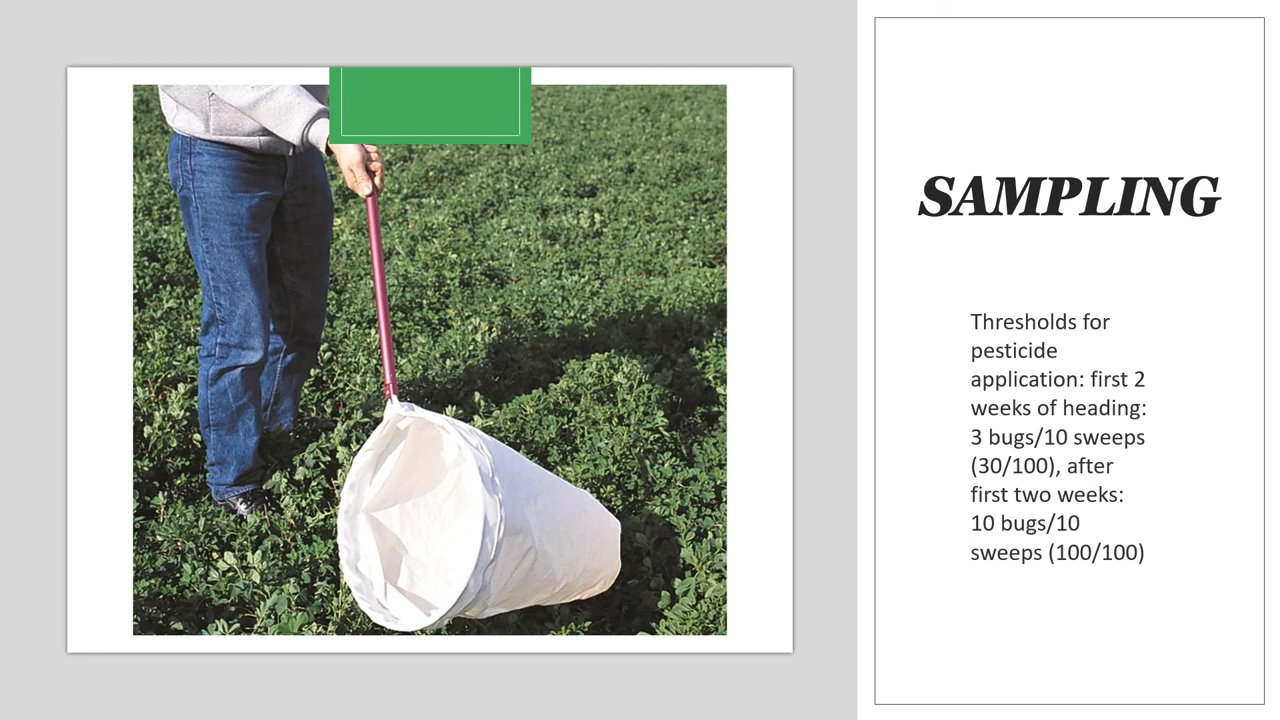 SAMPLING
Thresholds for
pesticide
application: first 2
weeks of heading:
3 bugs/10 sweeps
(30/100), after
first two weeks:
10 bugs/10
sweeps (100/100)